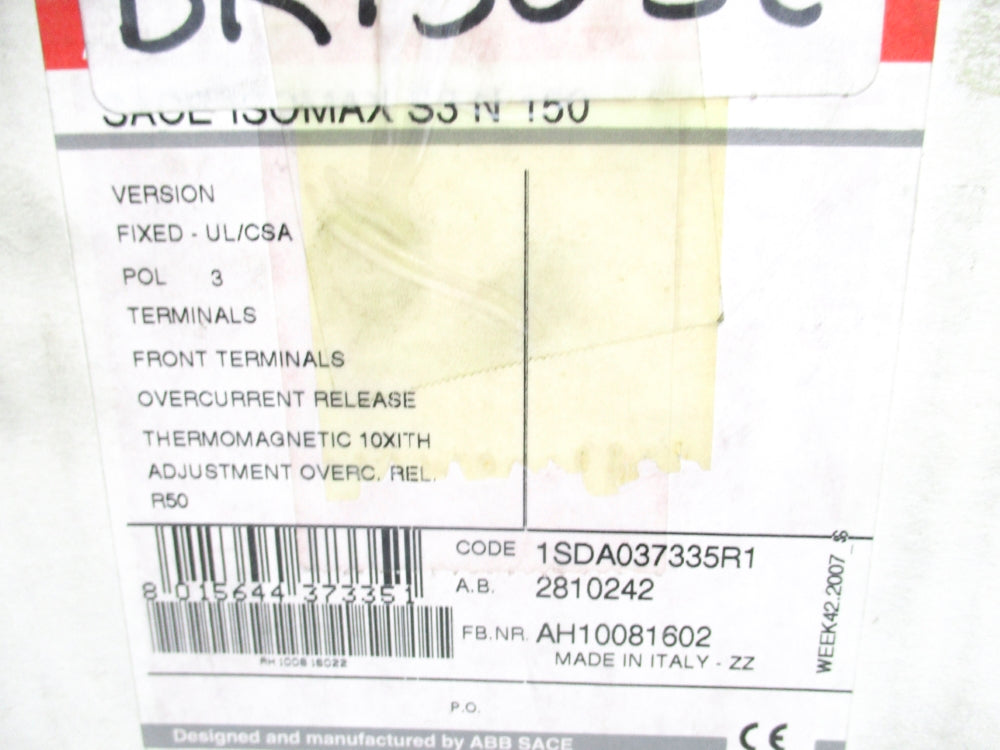 SACE ISOMAX S3 N 150
VERSION
FIXED - UL/CSA
POL 3
TERMINALS
FRONT TERMINALS
OVERCURRENT RELEASE
THERMOMAGNETIC 10XITH
ADJUSTMENT OVERC. REL.
R50
8 015644 373351
CODE 1SDA037335R1
A.B. 2810242
FB.NR. AH10081602
MADE IN ITALY - ZZ
WEEK42.2007_S
P.O.
Designed and manufactured by ABB SACE
CE